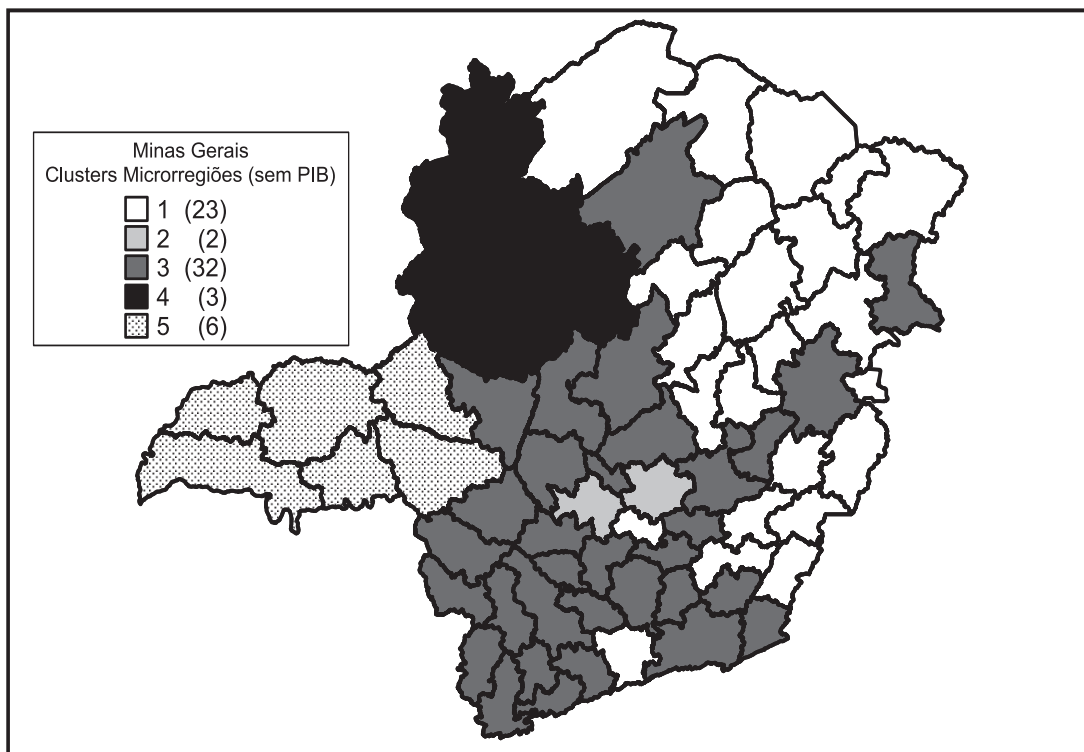 Minas Gerais
Clusters Microrregiões (sem PIB)
1 (23)
2 (2)
3 (32)
4 (3)
5 (6)